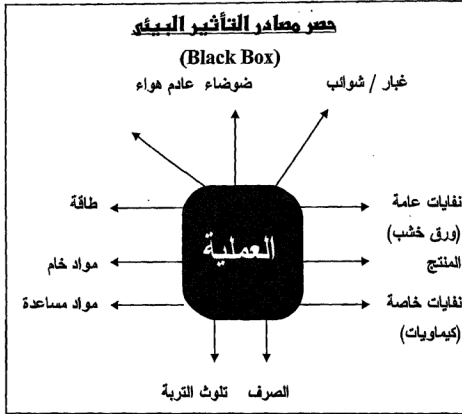 حصر مصادر التأثير البيئي
(Black Box)
غبار / شوائب
ضوضاء عادم هواء
نفايات عامة
(ورق خشب)
طاقة
العملية
المنتج
مواد خام
نفايات خاصة
(كيماويات)
مواد مساعدة
الصرف تلوث التربة